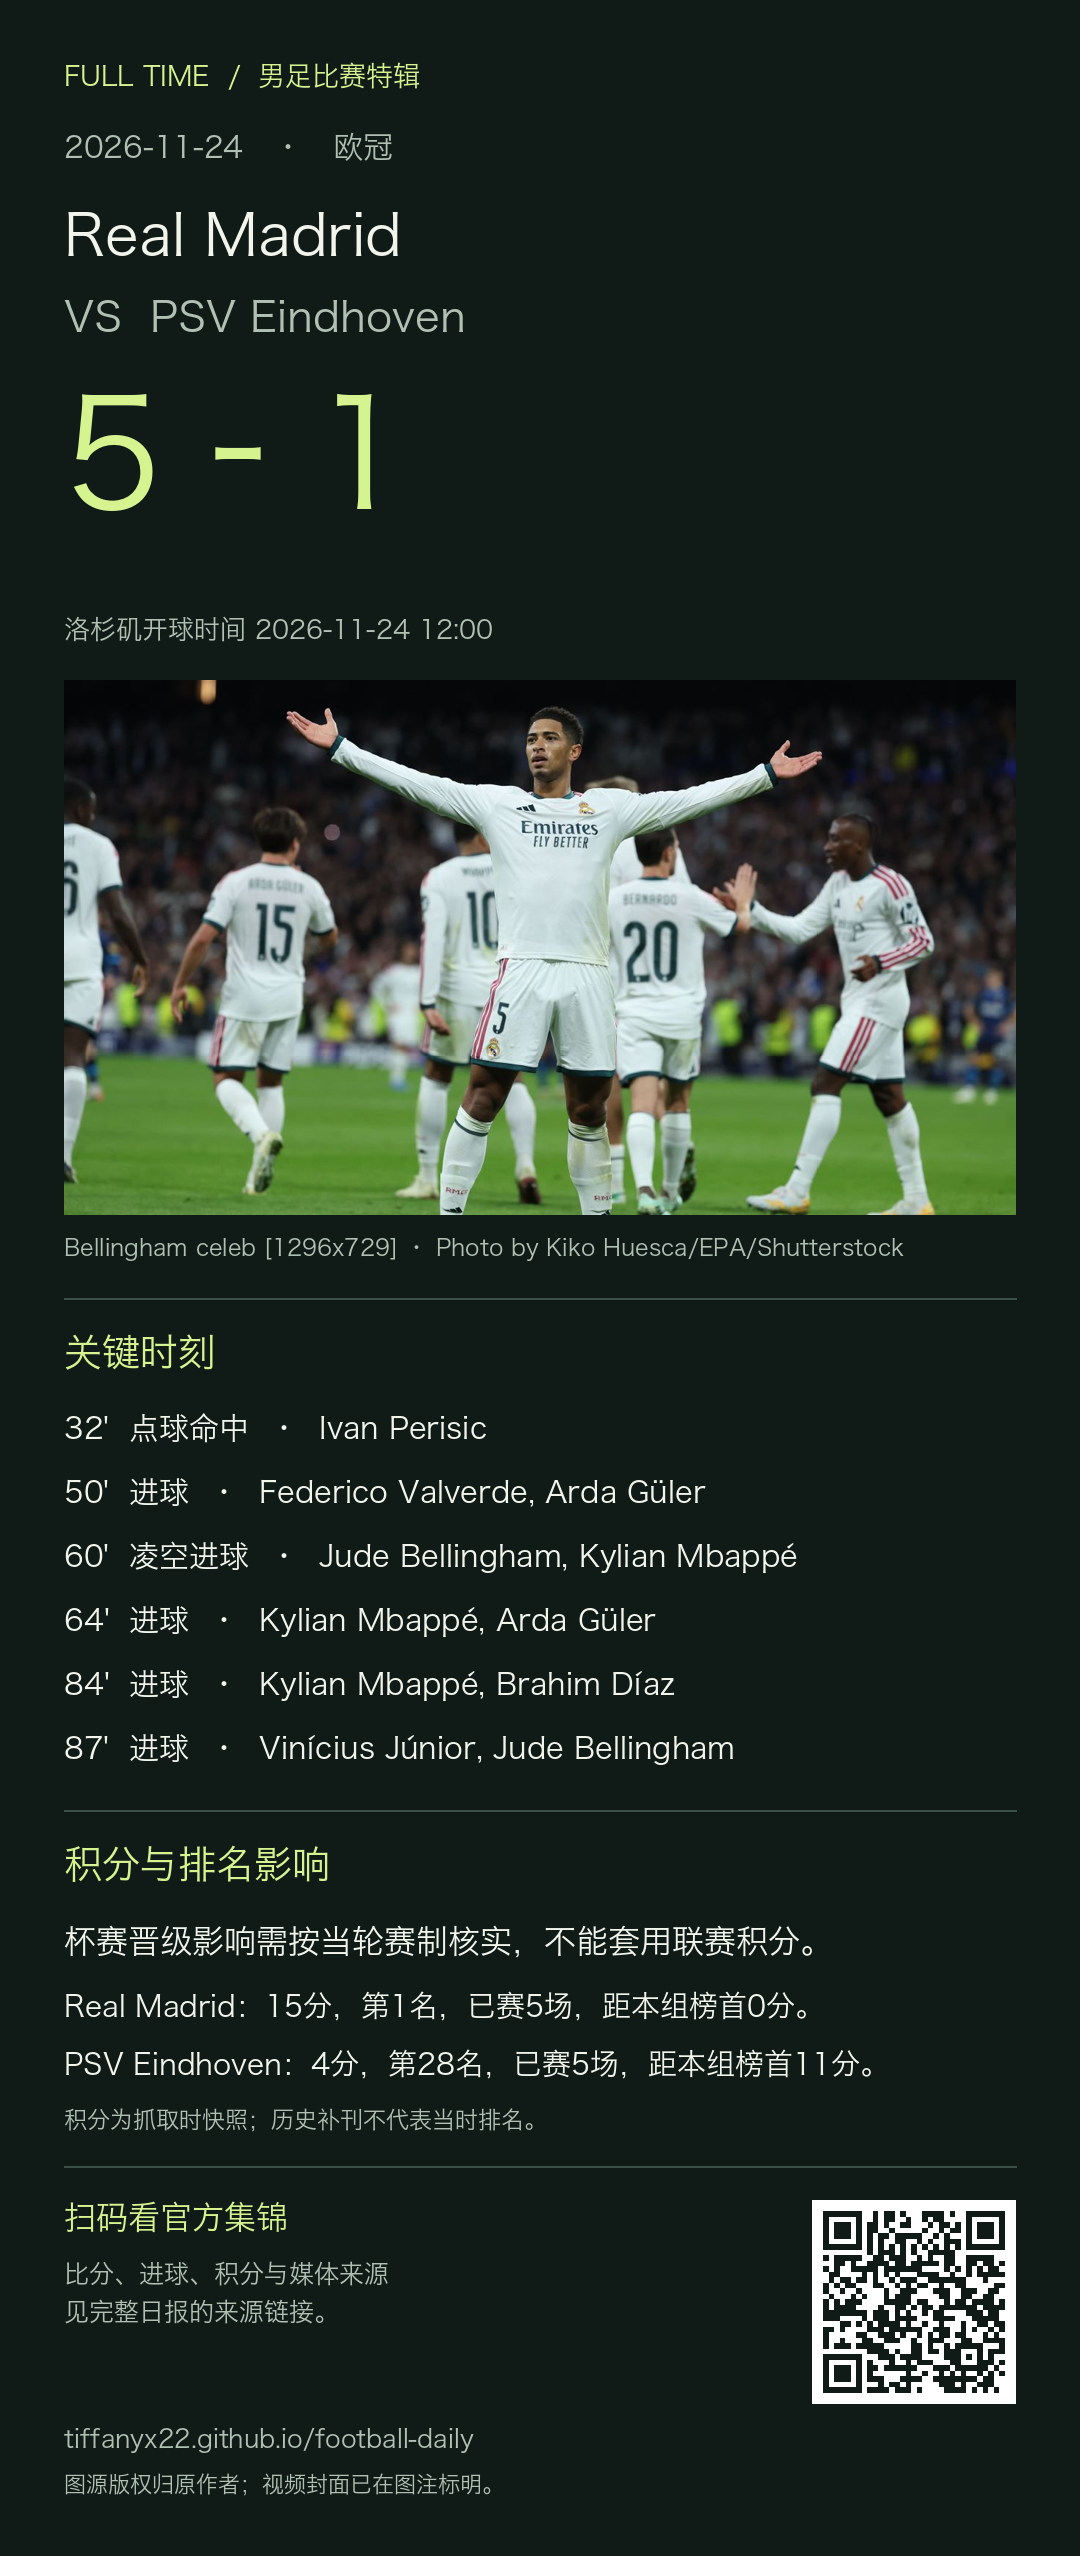 FULL TIME / 男足比赛特辑
2026-11-24 · 欧冠
Real Madrid
VS PSV Eindhoven
5 - 1
洛杉矶开球时间 2026-11-24 12:00
ARDA GÜLER
15
10
Emirates
FLY BETTER
BERNARDO
20
5
Bellingham celeb [1296x729] · Photo by Kiko Huesca/EPA/Shutterstock
关键时刻
32' 点球命中 · Ivan Perisic
50' 进球 · Federico Valverde, Arda Güler
60' 凌空进球 · Jude Bellingham, Kylian Mbappé
64' 进球 · Kylian Mbappé, Arda Güler
84' 进球 · Kylian Mbappé, Brahim Díaz
87' 进球 · Vinícius Júnior, Jude Bellingham
积分与排名影响
杯赛晋级影响需按当轮赛制核实，不能套用联赛积分。
Real Madrid：15分，第1名，已赛5场，距本组榜首0分。
PSV Eindhoven：4分，第28名，已赛5场，距本组榜首11分。
积分为抓取时快照；历史补刊不代表当时排名。
扫码看官方集锦
比分、进球、积分与媒体来源
见完整日报的来源链接。
tiffanyx22.github.io/football-daily
图源版权归原作者；视频封面已在图注标明。